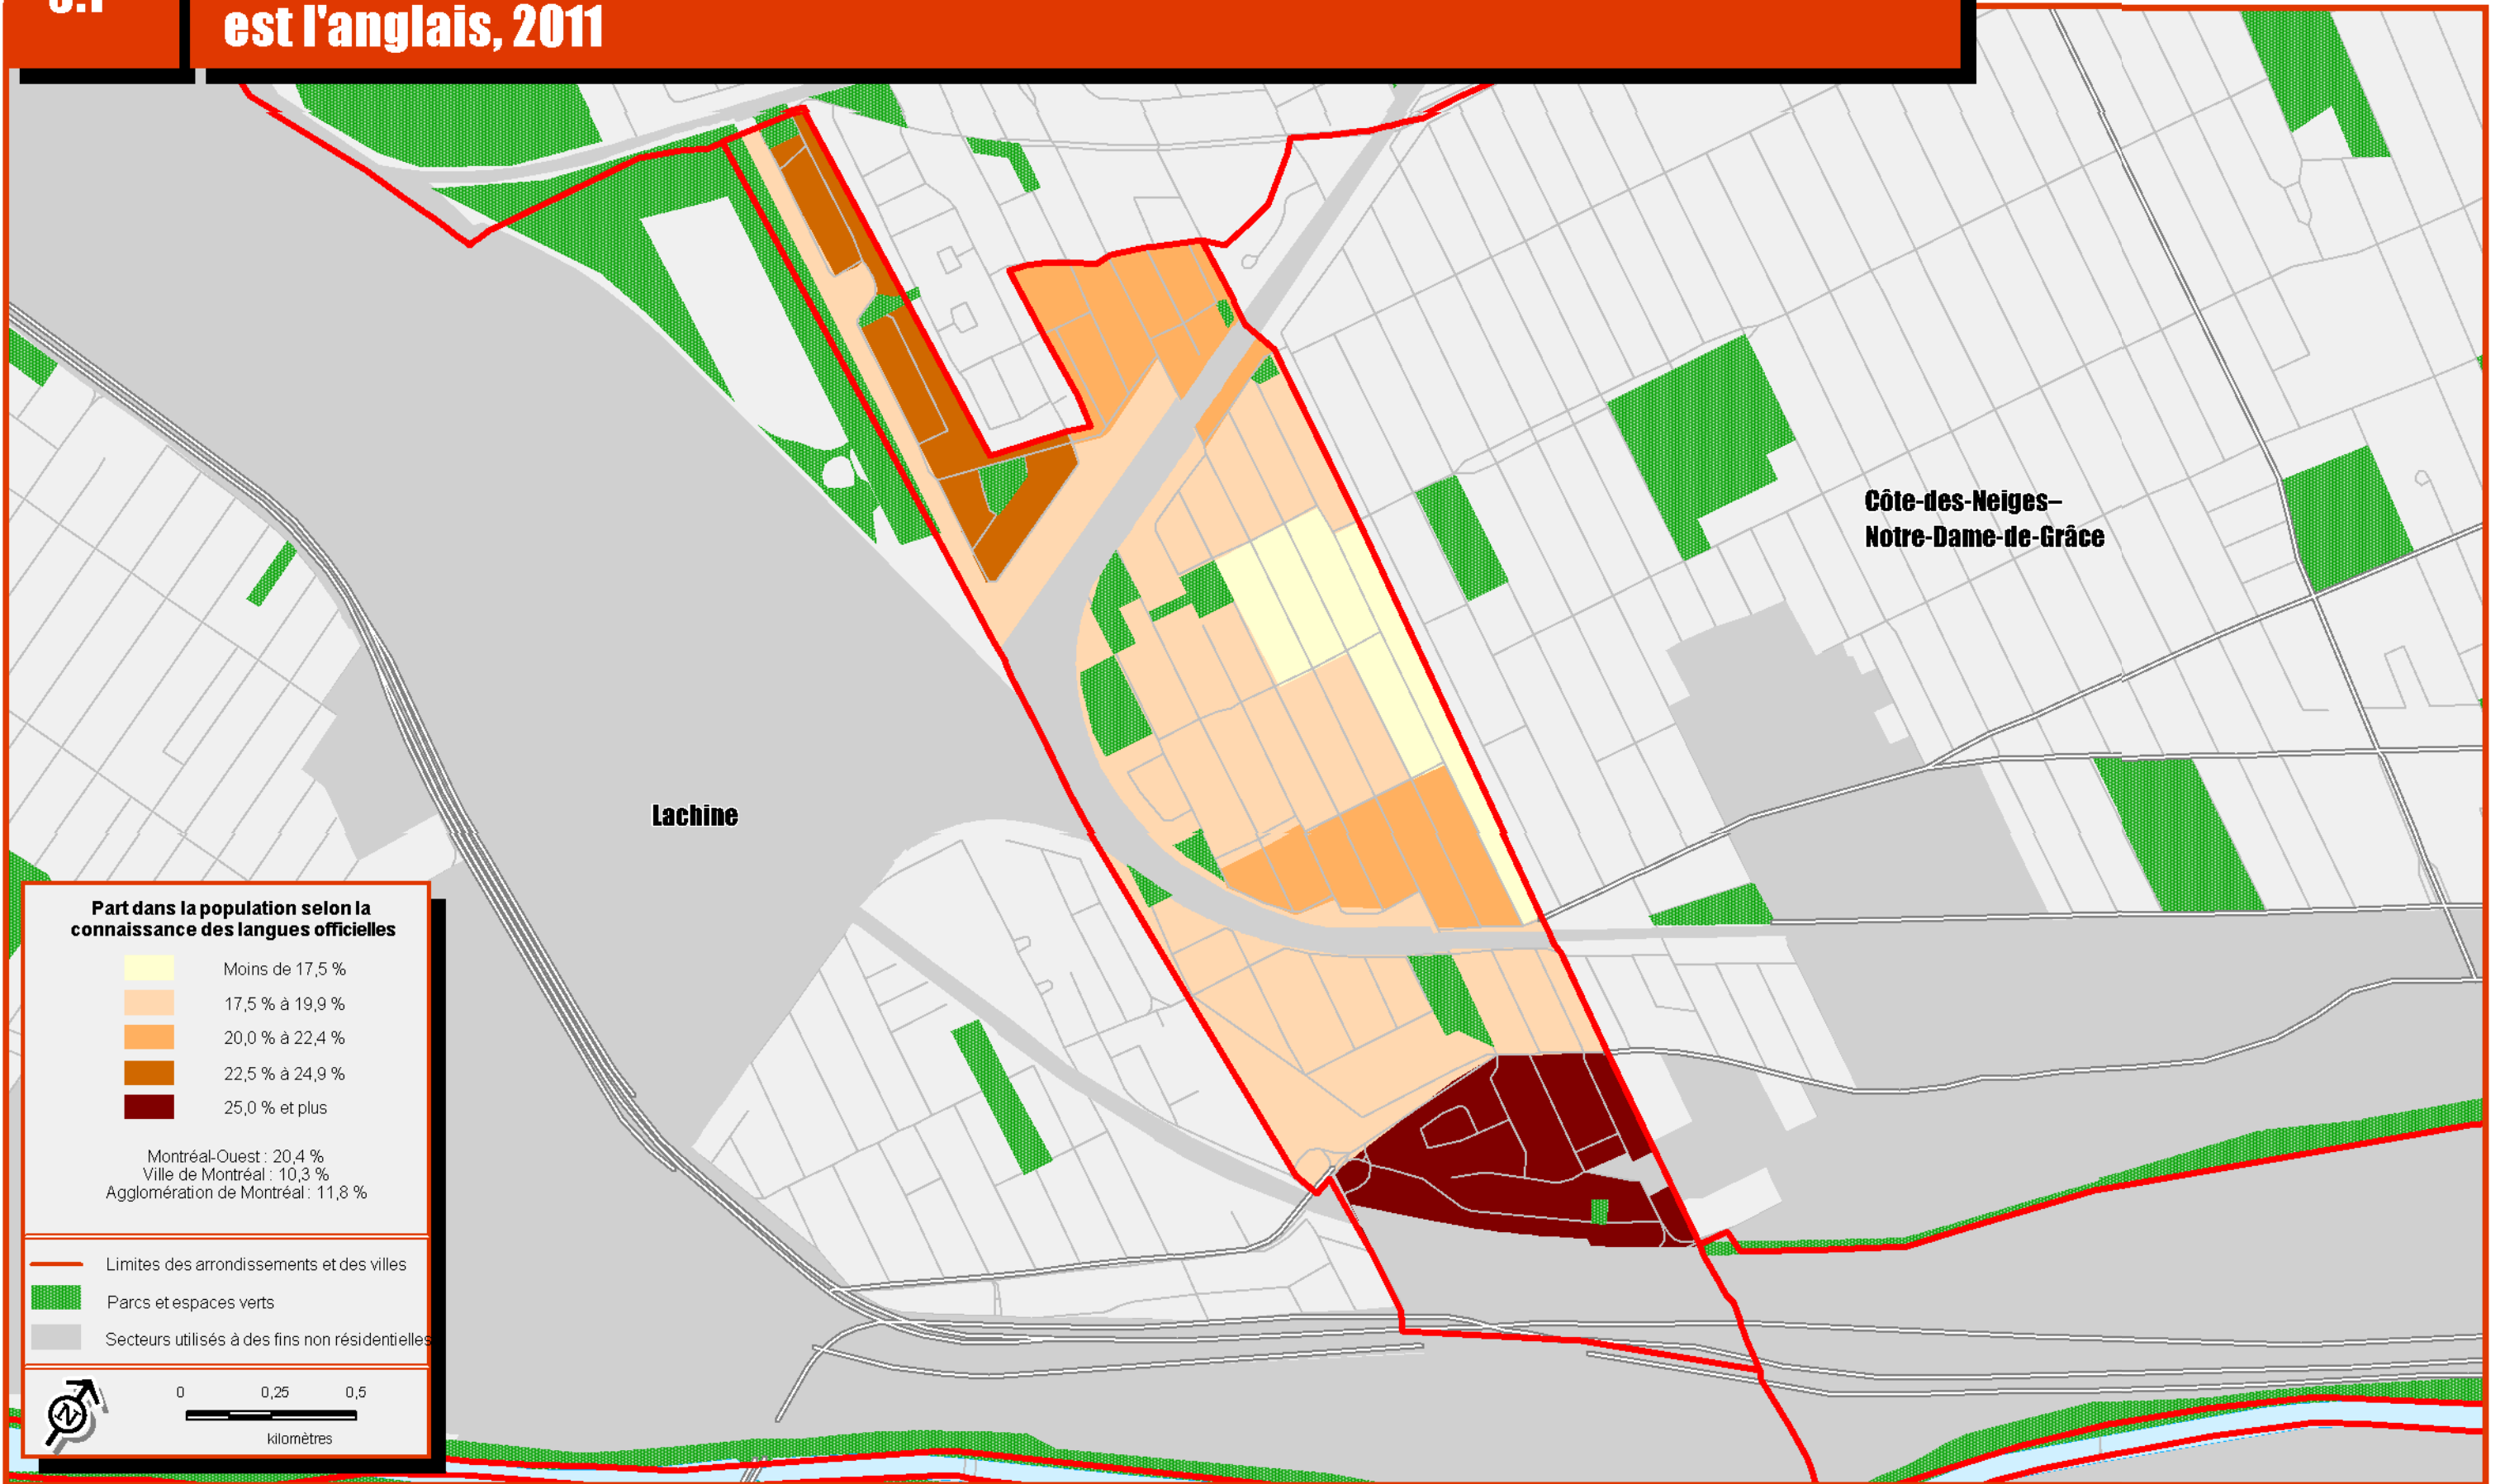 est l'anglais, 2011
Côte-des-Neiges–
Notre-Dame-de-Grâce
Lachine
Part dans la population selon la
connaissance des langues officielles
Moins de 17,5 %
17,5 % à 19,9 %
20,0 % à 22,4 %
22,5 % à 24,9 %
25,0 % et plus
Montréal-Ouest : 20,4 %
Ville de Montréal : 10,3 %
Agglomération de Montréal : 11,8 %
Limites des arrondissements et des villes
Parcs et espaces verts
Secteurs utilisés à des fins non résidentielles
N
0 0,25 0,5
kilomètres